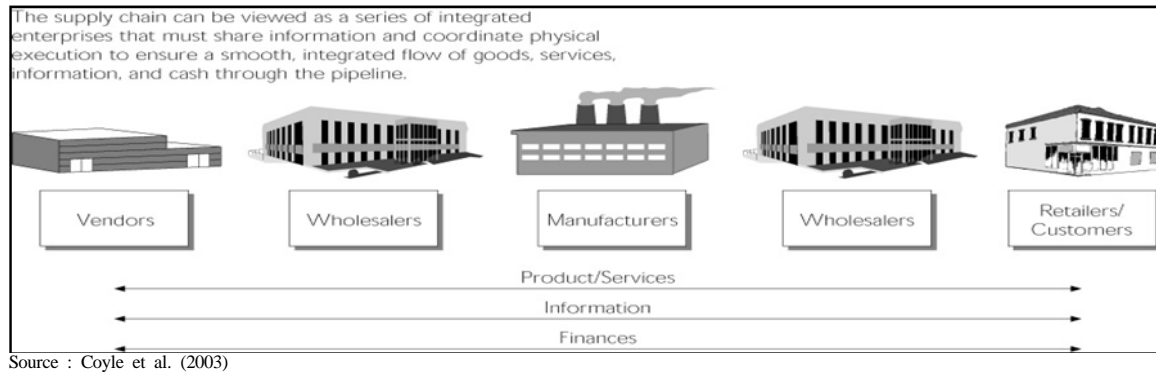 The supply chain can be viewed as a series of integrated
enterprises that must share information and coordinate physical
execution to ensure a smooth, integrated flow of goods, services,
information, and cash through the pipeline.
Vendors
Wholesalers
Manufacturers
Wholesalers
Retailers/
Customers
Product/Services
Information
Finances
Source : Coyle et al. (2003)